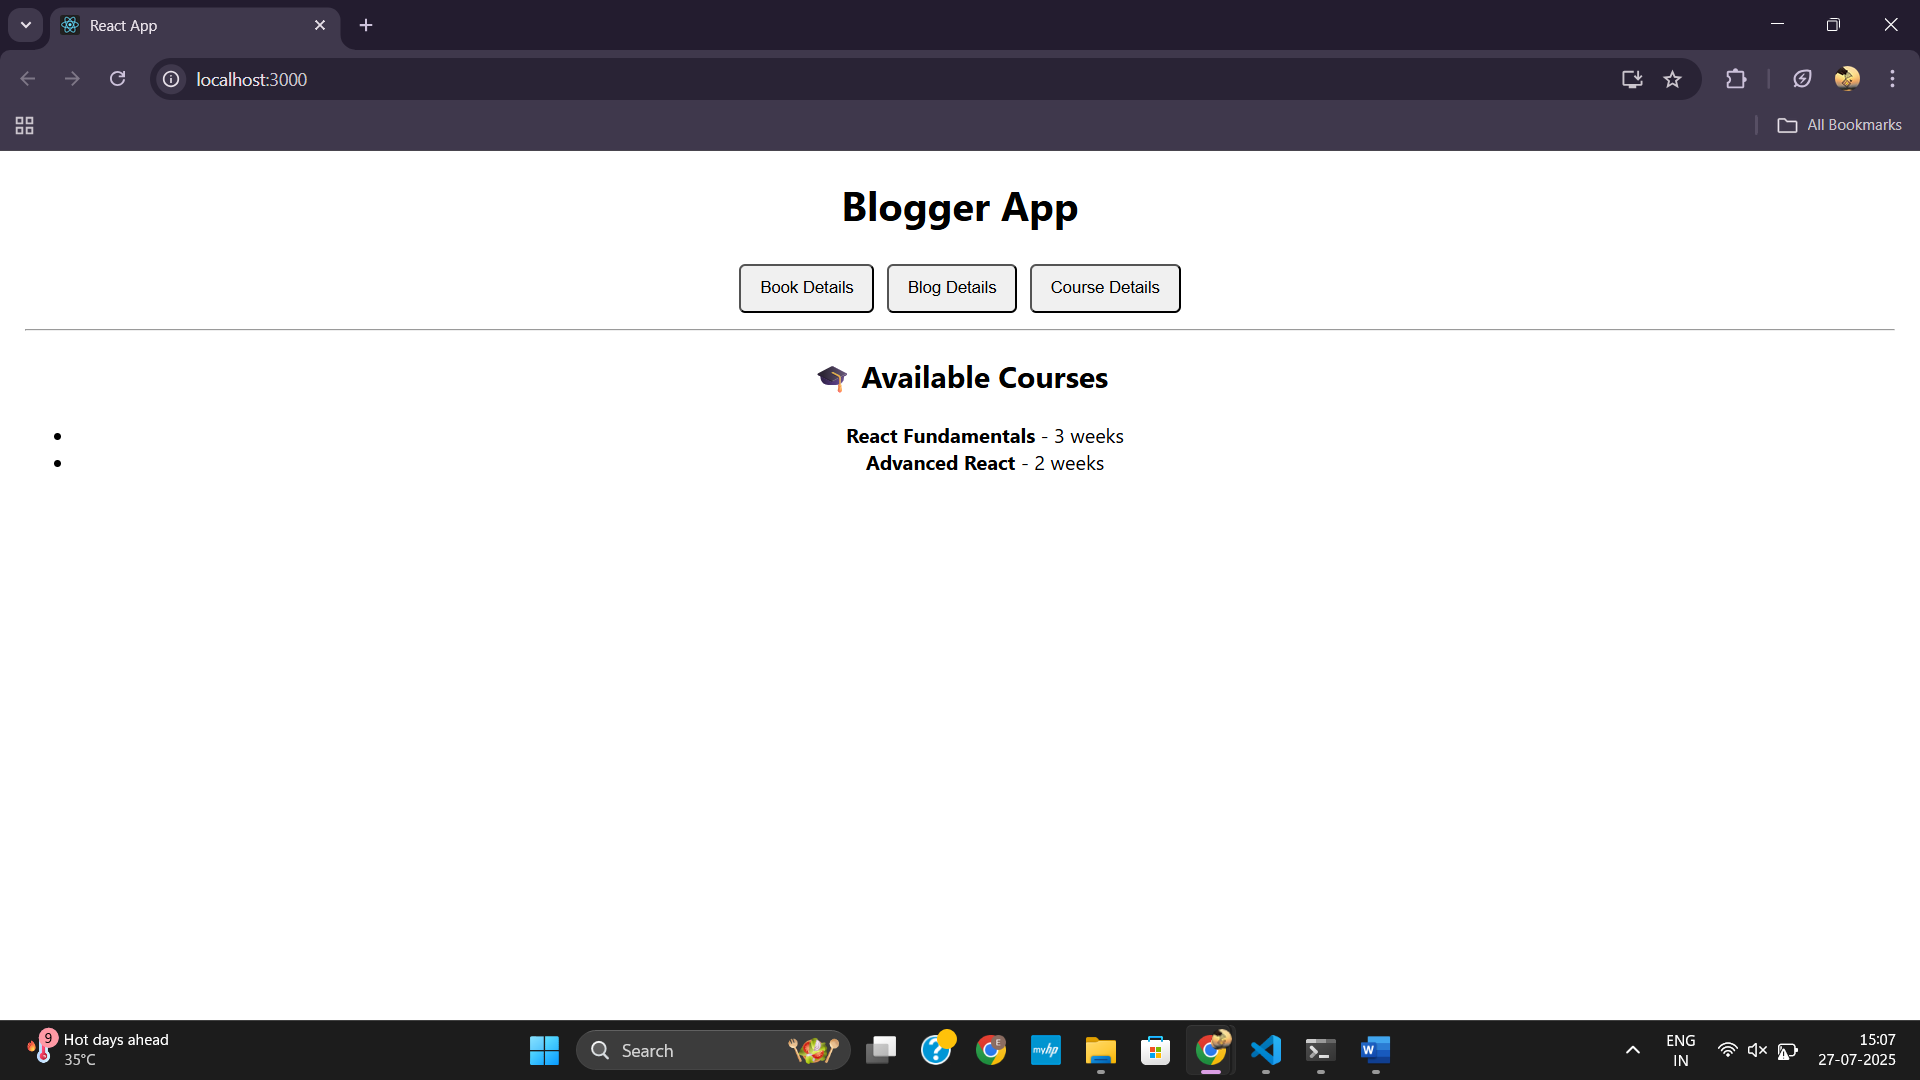 React App
localhost:3000
All Bookmarks
Blogger App
Book Details
Blog Details
Course Details
🎓 Available Courses
• React Fundamentals - 3 weeks
• Advanced React - 2 weeks
9
Hot days ahead
35°C
Search
E
myhp
W
ENG
IN
15:07
27-07-2025